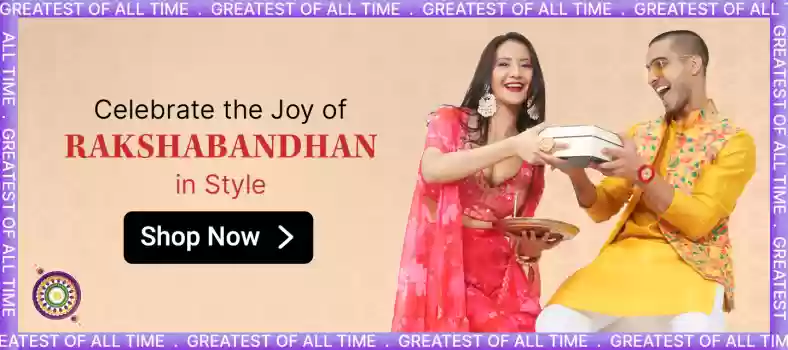 GREATEST OF ALL TIME . GREATEST OF ALL TIME . GREATEST OF ALL TIME . GREATEST OF ALL T
ALL TIME . GREATEST OF ALL TIME
Celebrate the Joy of
RAKSHABANDHAN
in Style
Shop Now
GREATEST OF ALL TIME . GREATEST
EATEST OF ALL TIME . GREATEST OF ALL TIME . GREATEST OF ALL TIME . GREATEST OF ALL TIME